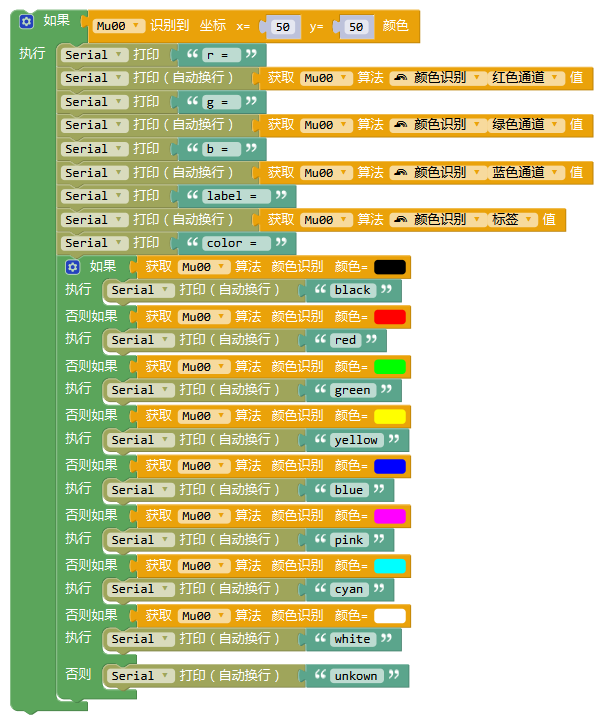 如果 Mu00 识别到 坐标 x= 50 y= 50 颜色
执行 Serial 打印 “ r = ”
Serial 打印（自动换行） 获取 Mu00 算法 颜色识别 红色通道 值
Serial 打印 “ g = ”
Serial 打印（自动换行） 获取 Mu00 算法 颜色识别 绿色通道 值
Serial 打印 “ b = ”
Serial 打印（自动换行） 获取 Mu00 算法 颜色识别 蓝色通道 值
Serial 打印 “ label = ”
Serial 打印（自动换行） 获取 Mu00 算法 颜色识别 标签 值
Serial 打印 “ color = ”
如果 获取 Mu00 算法 颜色识别 颜色=
执行 Serial 打印（自动换行） “ black ”
否则如果 获取 Mu00 算法 颜色识别 颜色=
执行 Serial 打印（自动换行） “ red ”
否则如果 获取 Mu00 算法 颜色识别 颜色=
执行 Serial 打印（自动换行） “ green ”
否则如果 获取 Mu00 算法 颜色识别 颜色=
执行 Serial 打印（自动换行） “ yellow ”
否则如果 获取 Mu00 算法 颜色识别 颜色=
执行 Serial 打印（自动换行） “ blue ”
否则如果 获取 Mu00 算法 颜色识别 颜色=
执行 Serial 打印（自动换行） “ pink ”
否则如果 获取 Mu00 算法 颜色识别 颜色=
执行 Serial 打印（自动换行） “ cyan ”
否则如果 获取 Mu00 算法 颜色识别 颜色=
执行 Serial 打印（自动换行） “ white ”
否则 Serial 打印（自动换行） “ unkown ”